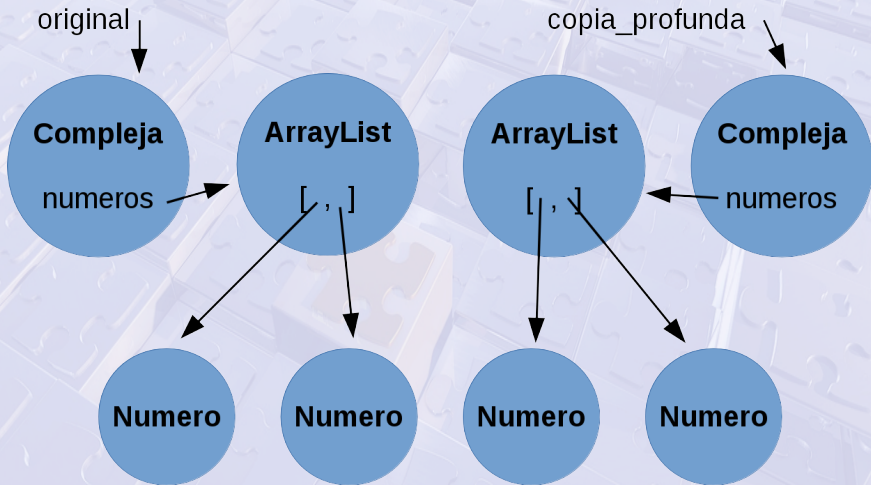 original
copia_profunda
Compleja
ArrayList
ArrayList
Compleja
numeros
[ , ]
[ , ]
numeros
Numero
Numero
Numero
Numero